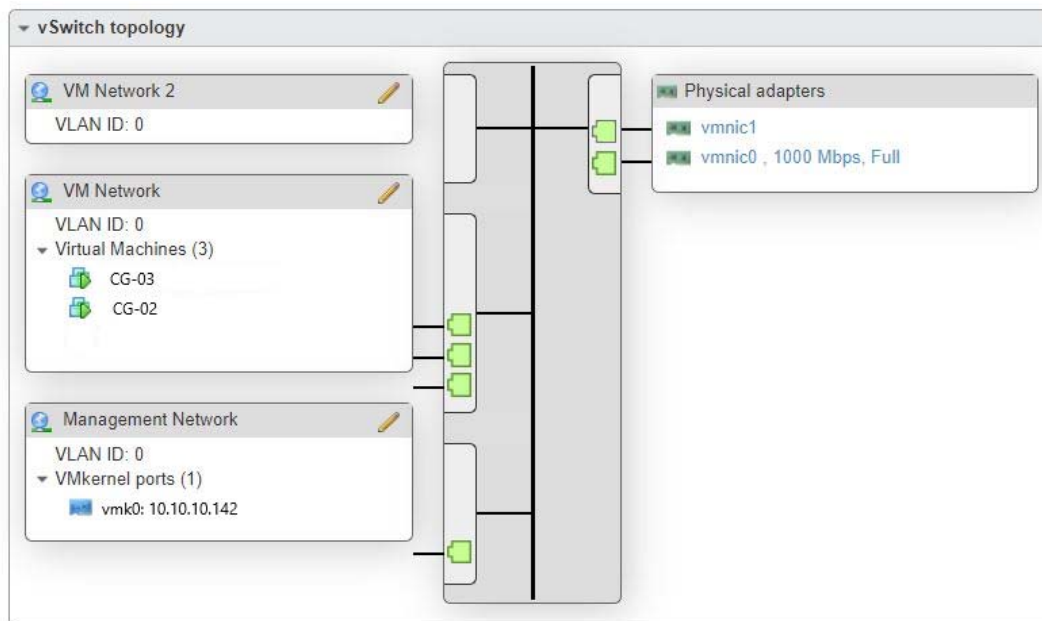 vSwitch topology
VM Network 2
VLAN ID: 0
VM Network
VLAN ID: 0
Virtual Machines (3)
CG-03
CG-02
Management Network
VLAN ID: 0
VMkernel ports (1)
vmk0: 10.10.10.142
Physical adapters
vmnic1
vmnic0 , 1000 Mbps, Full